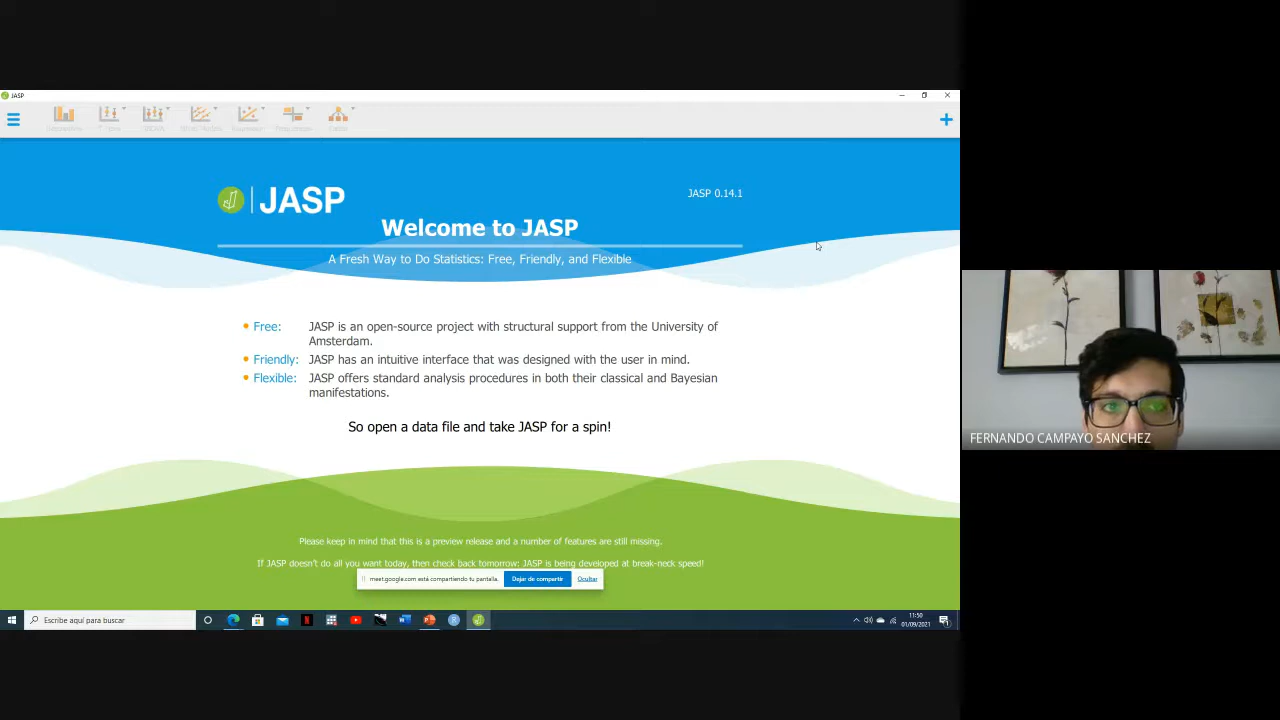 JASP
JASP
JASP 0.14.1
Welcome to JASP
A Fresh Way to Do Statistics: Free, Friendly, and Flexible
Free: JASP is an open-source project with structural support from the University of
Amsterdam.
Friendly: JASP has an intuitive interface that was designed with the user in mind.
Flexible: JASP offers standard analysis procedures in both their classical and Bayesian
manifestations.
So open a data file and take JASP for a spin!
Please keep in mind that this is a preview release and a number of features are still missing.
If JASP doesn't do all you want today, then check back tomorrow: JASP is being developed at break-neck speed!
meet.google.com está compartiendo tu pantalla.
Dejar de compartir
Ocultar
Escribe aquí para buscar
11:50
01/09/2021
FERNANDO CAMPAYO SANCHEZ